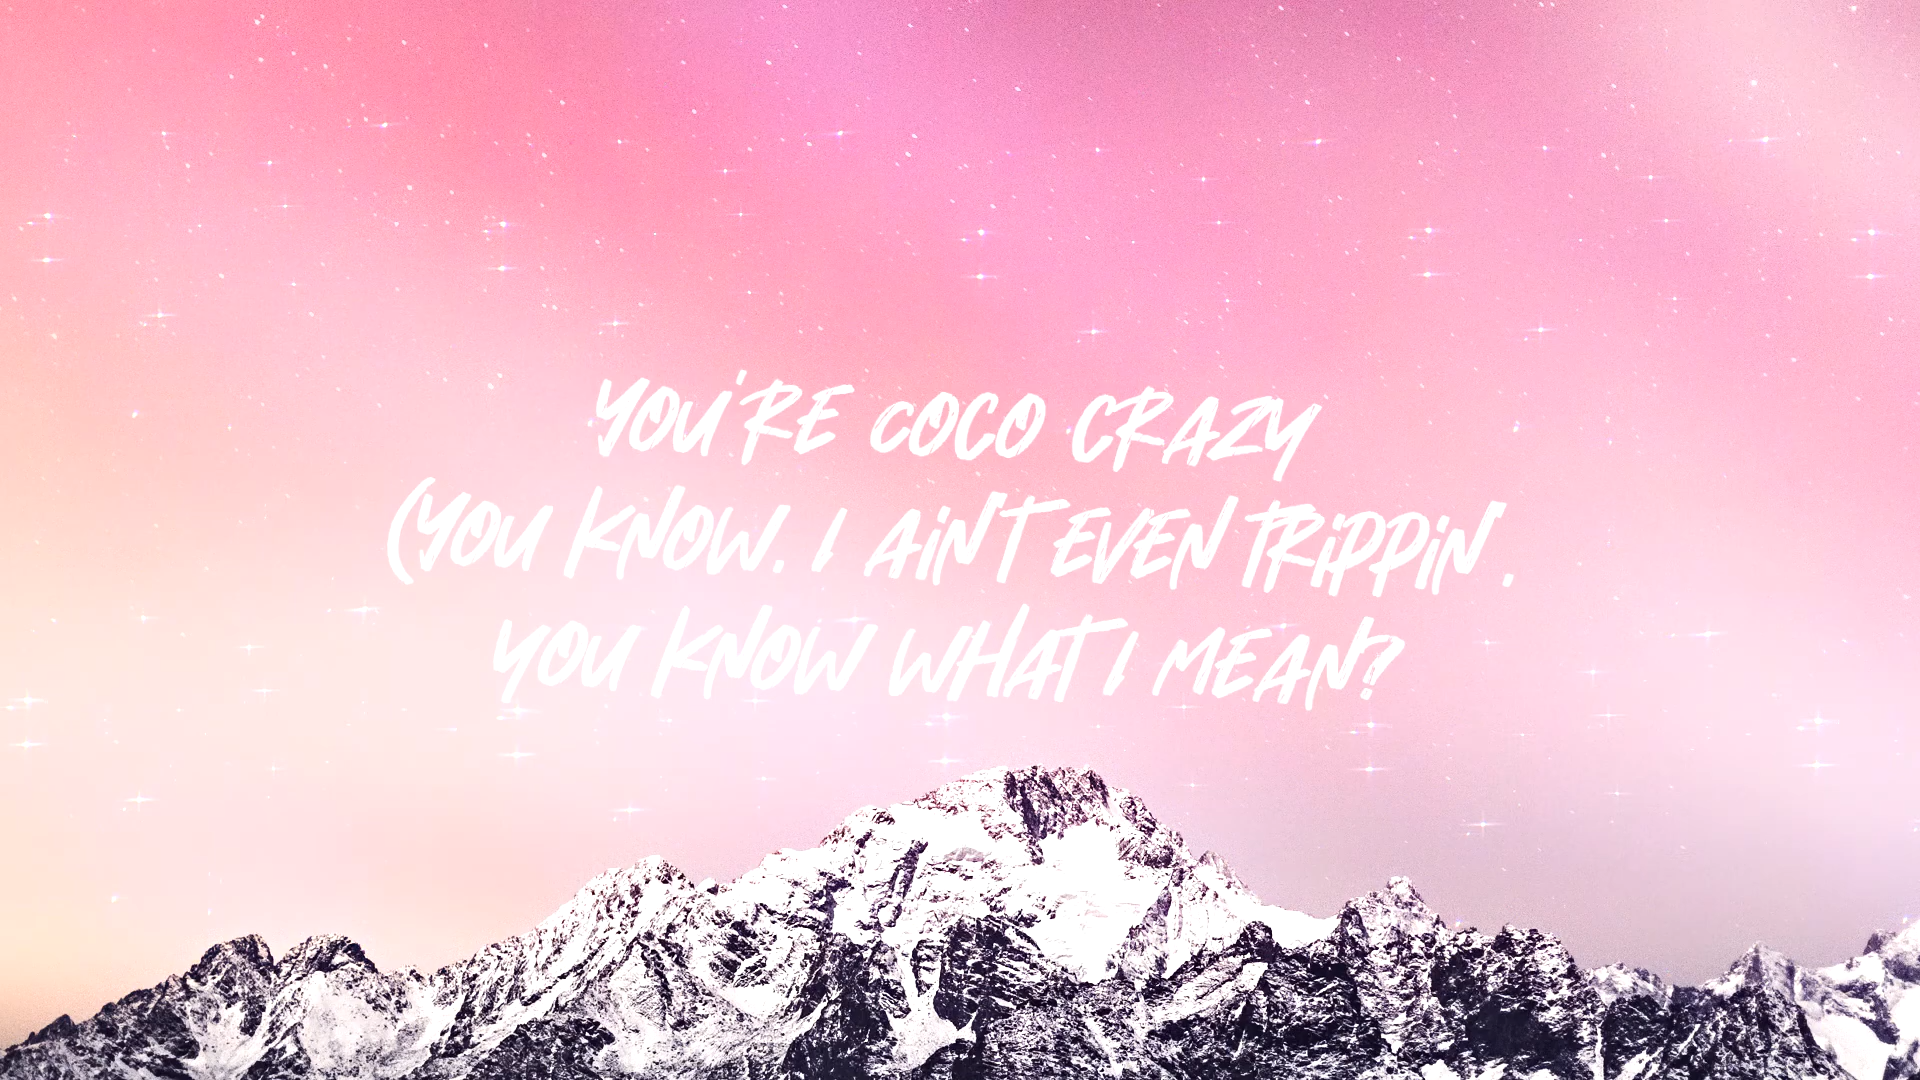 YOU'RE COCO CRAZY
(YOU KNOW. I AIN'T EVEN TRIPPIN'.
YOU KNOW WHAT I MEAN?